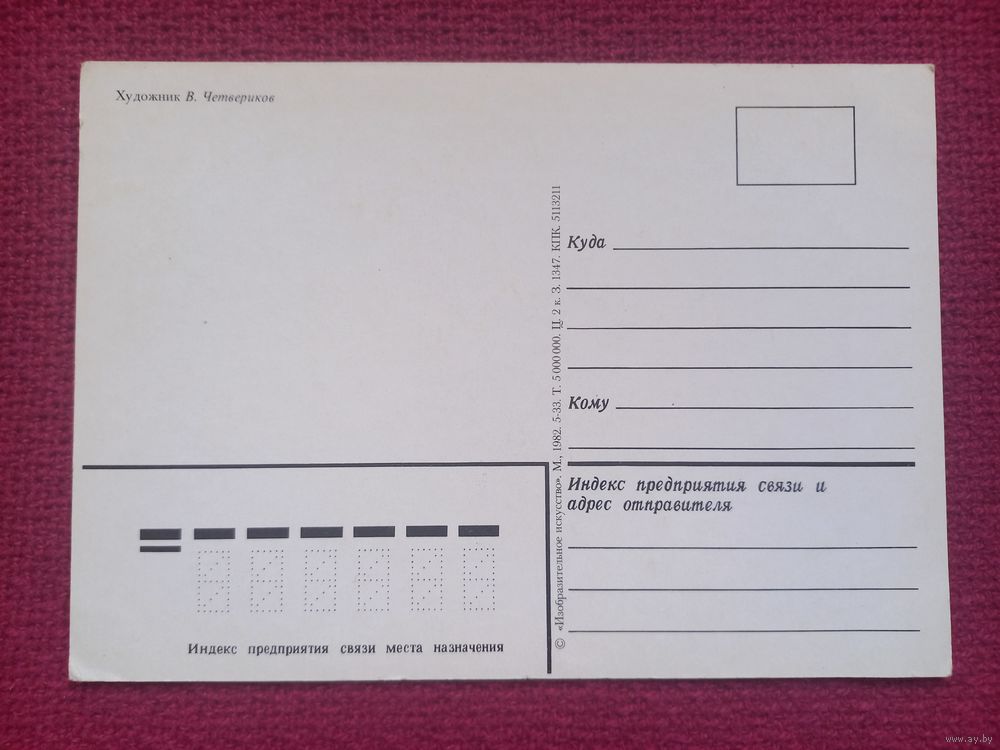 Художник В. Четвериков
Куда
Кому
Индекс предприятия связи и
адрес отправителя
Индекс предприятия связи места назначения
© «Изобразительное искусство». М., 1982. 5-33. Т. 5 000 000. Ц. 2 к. З. 1347. КПК. 5113211
www.ay.by